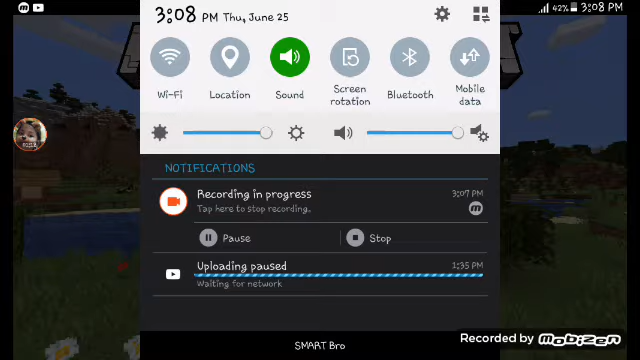 42% 3:08 PM
3:08 PM Thu, June 25
Wi-Fi
Location
Sound
Screen rotation
Bluetooth
Mobile data
NOTIFICATIONS
Recording in progress
3:07 PM
Tap here to stop recording.
Pause
Stop
Uploading paused
1:35 PM
Waiting for network
SMART Bro
Recorded by mobizen